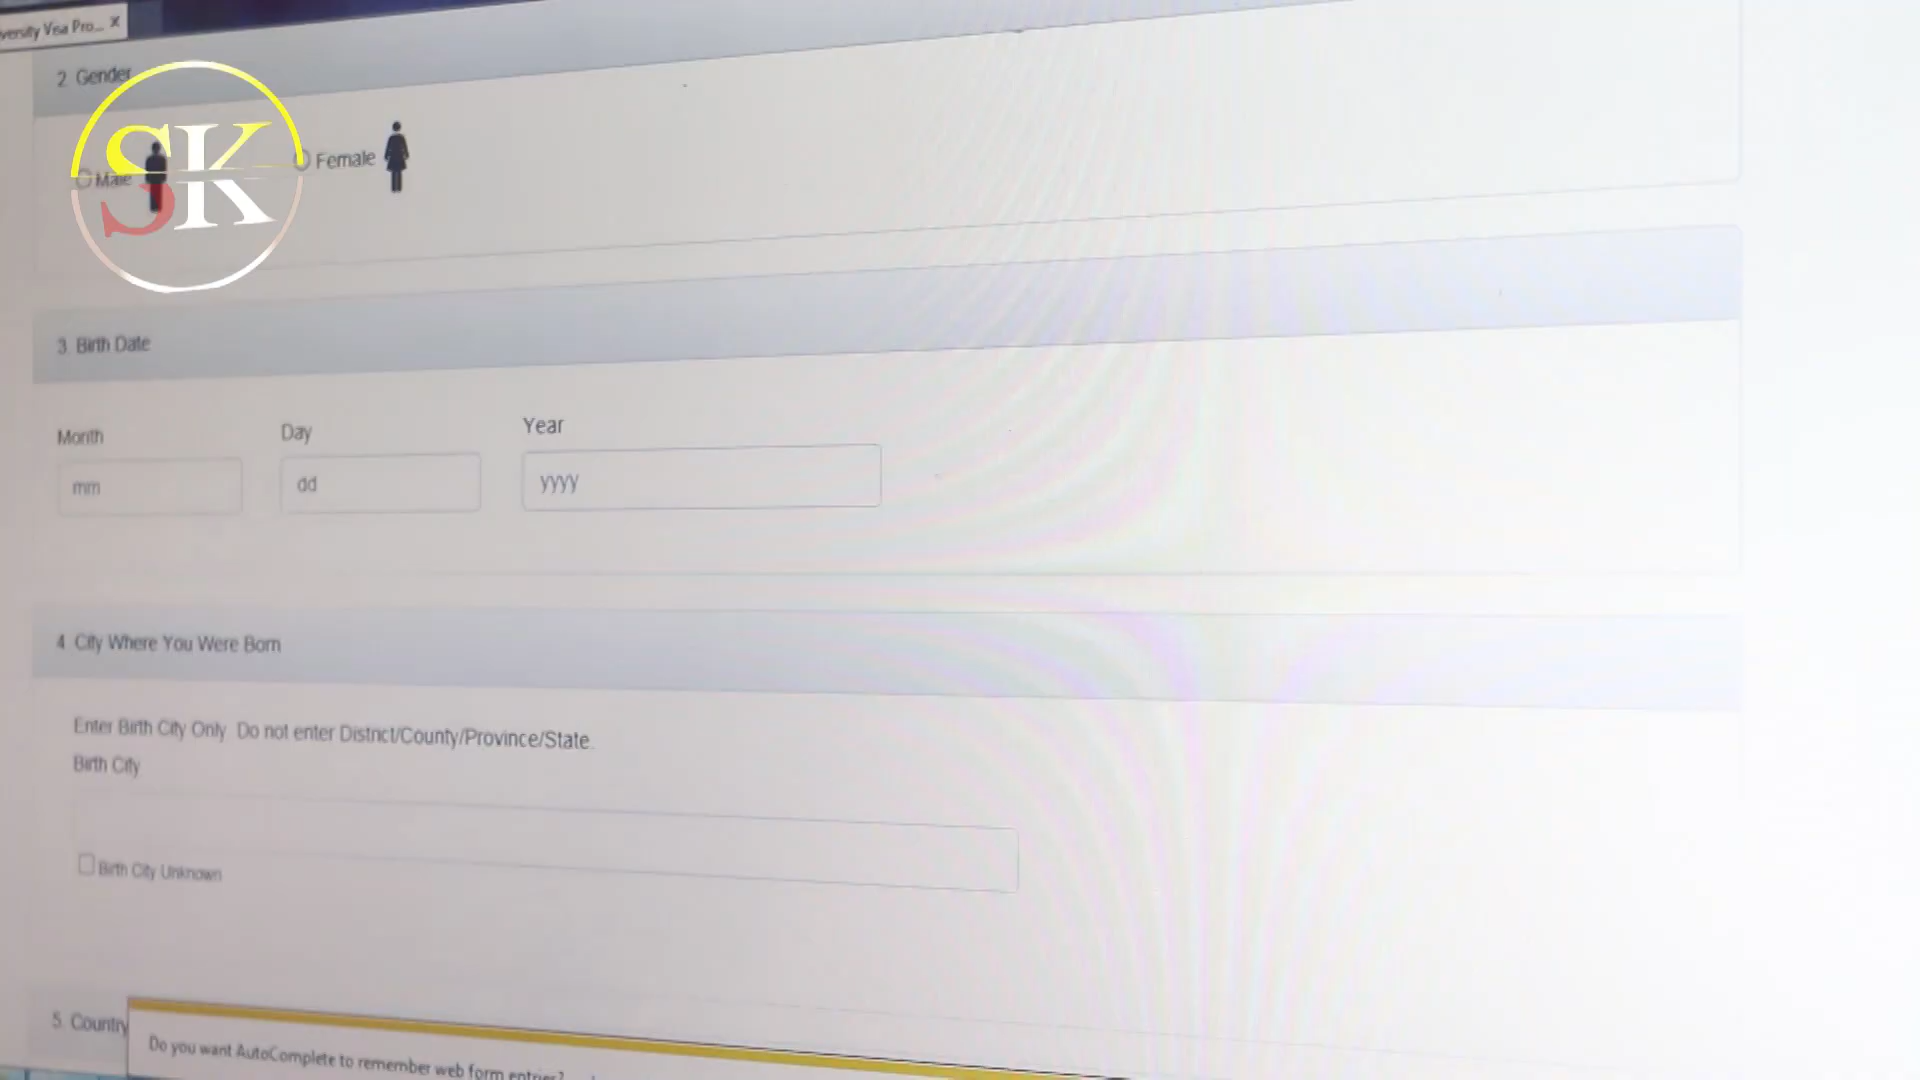 versity Visa Pro... X
2 Gender
SK
Male
Female
3 Birth Date
Month
Day
Year
mm
dd
yyyy
4 City Where You Were Born
Enter Birth City Only Do not enter District/County/Province/State.
Birth City
Birth City Unknown
5. Country
Do you want AutoComplete to remember web form entries?